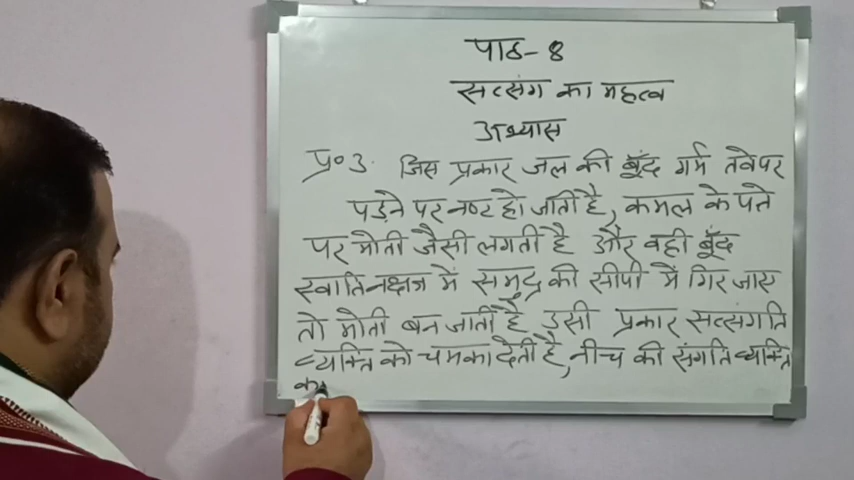 पाठ-8
सत्संग का महत्व
अभ्यास
प्र०3. जिस प्रकार जल की बूँद गर्म तवे पर
पड़ने पर नष्ट हो जाती है, कमल के पते
पर मोती जैसी लगती है और वही बूँद
स्वाति नक्षत्र में समुद्र की सीपी में गिर जाए
तो मोती बन जाती है उसी प्रकार सत्संगति
व्यक्ति को चमका देती है, नीच की संगति व्यक्ति